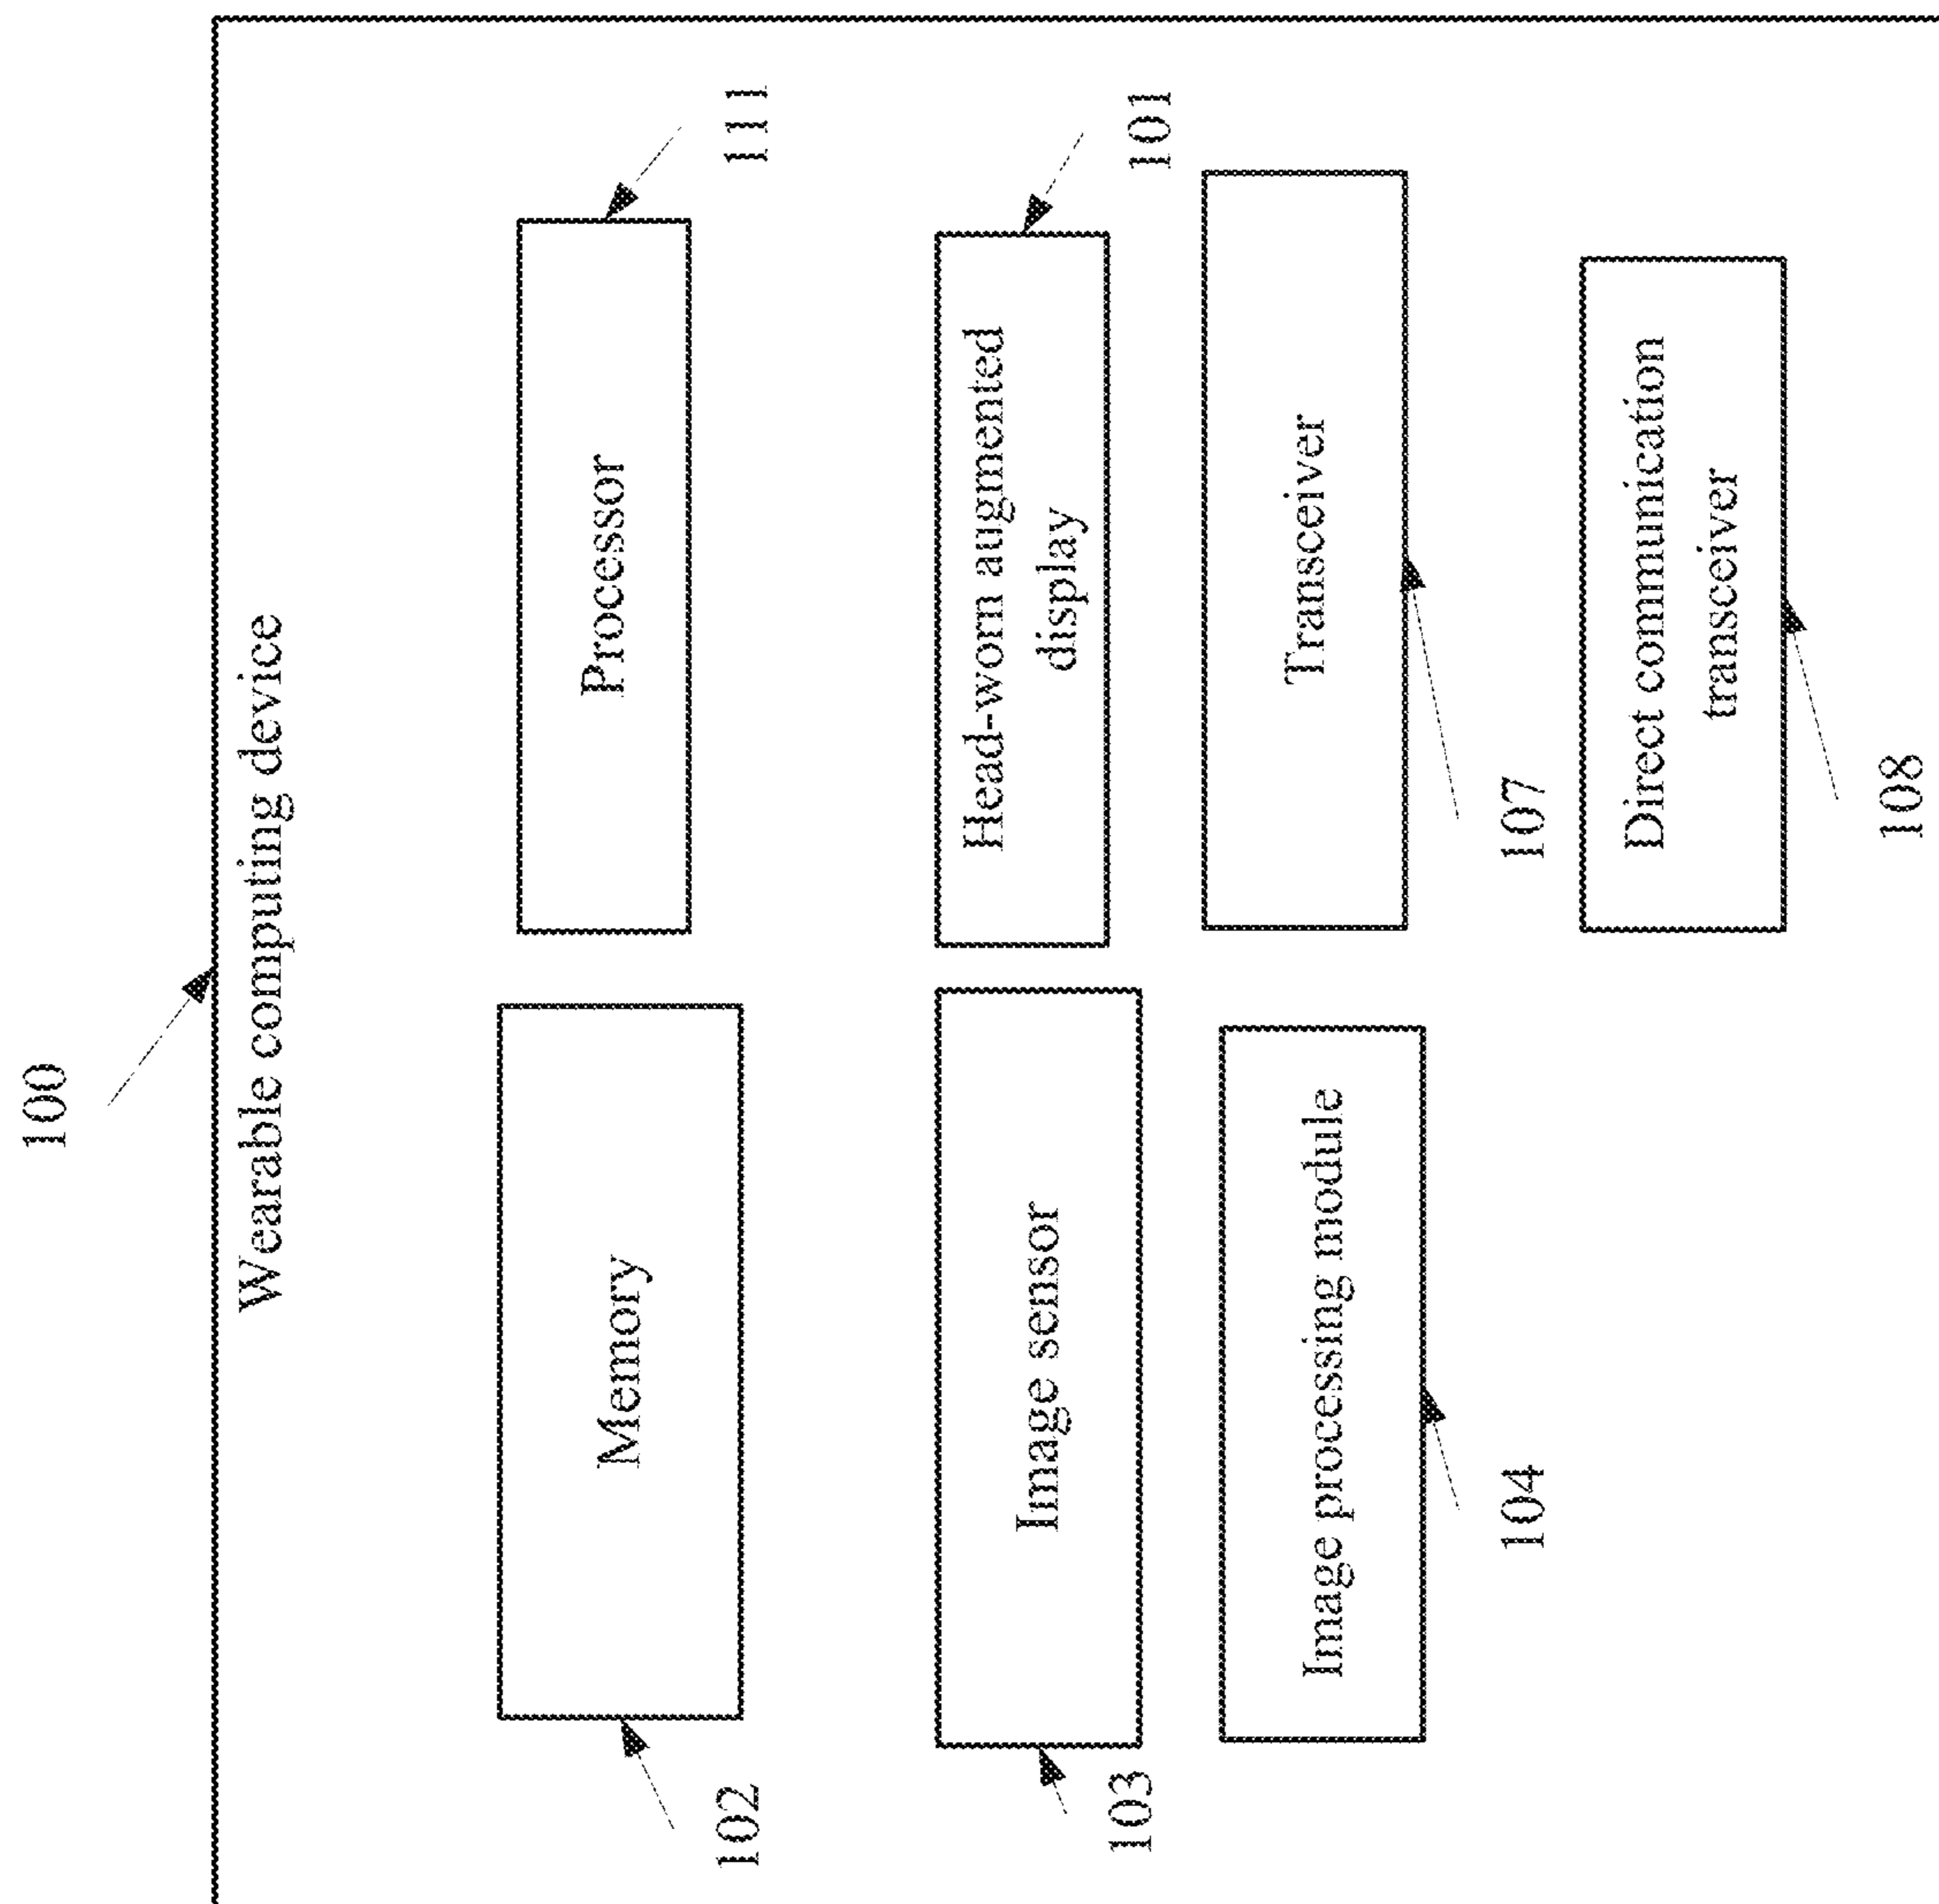 100
Wearable computing device
Memory
102
Processor
111
Image sensor
103
Head-worn augmented
display
101
Image processing module
104
Transceiver
107
Direct communication
transceiver
108